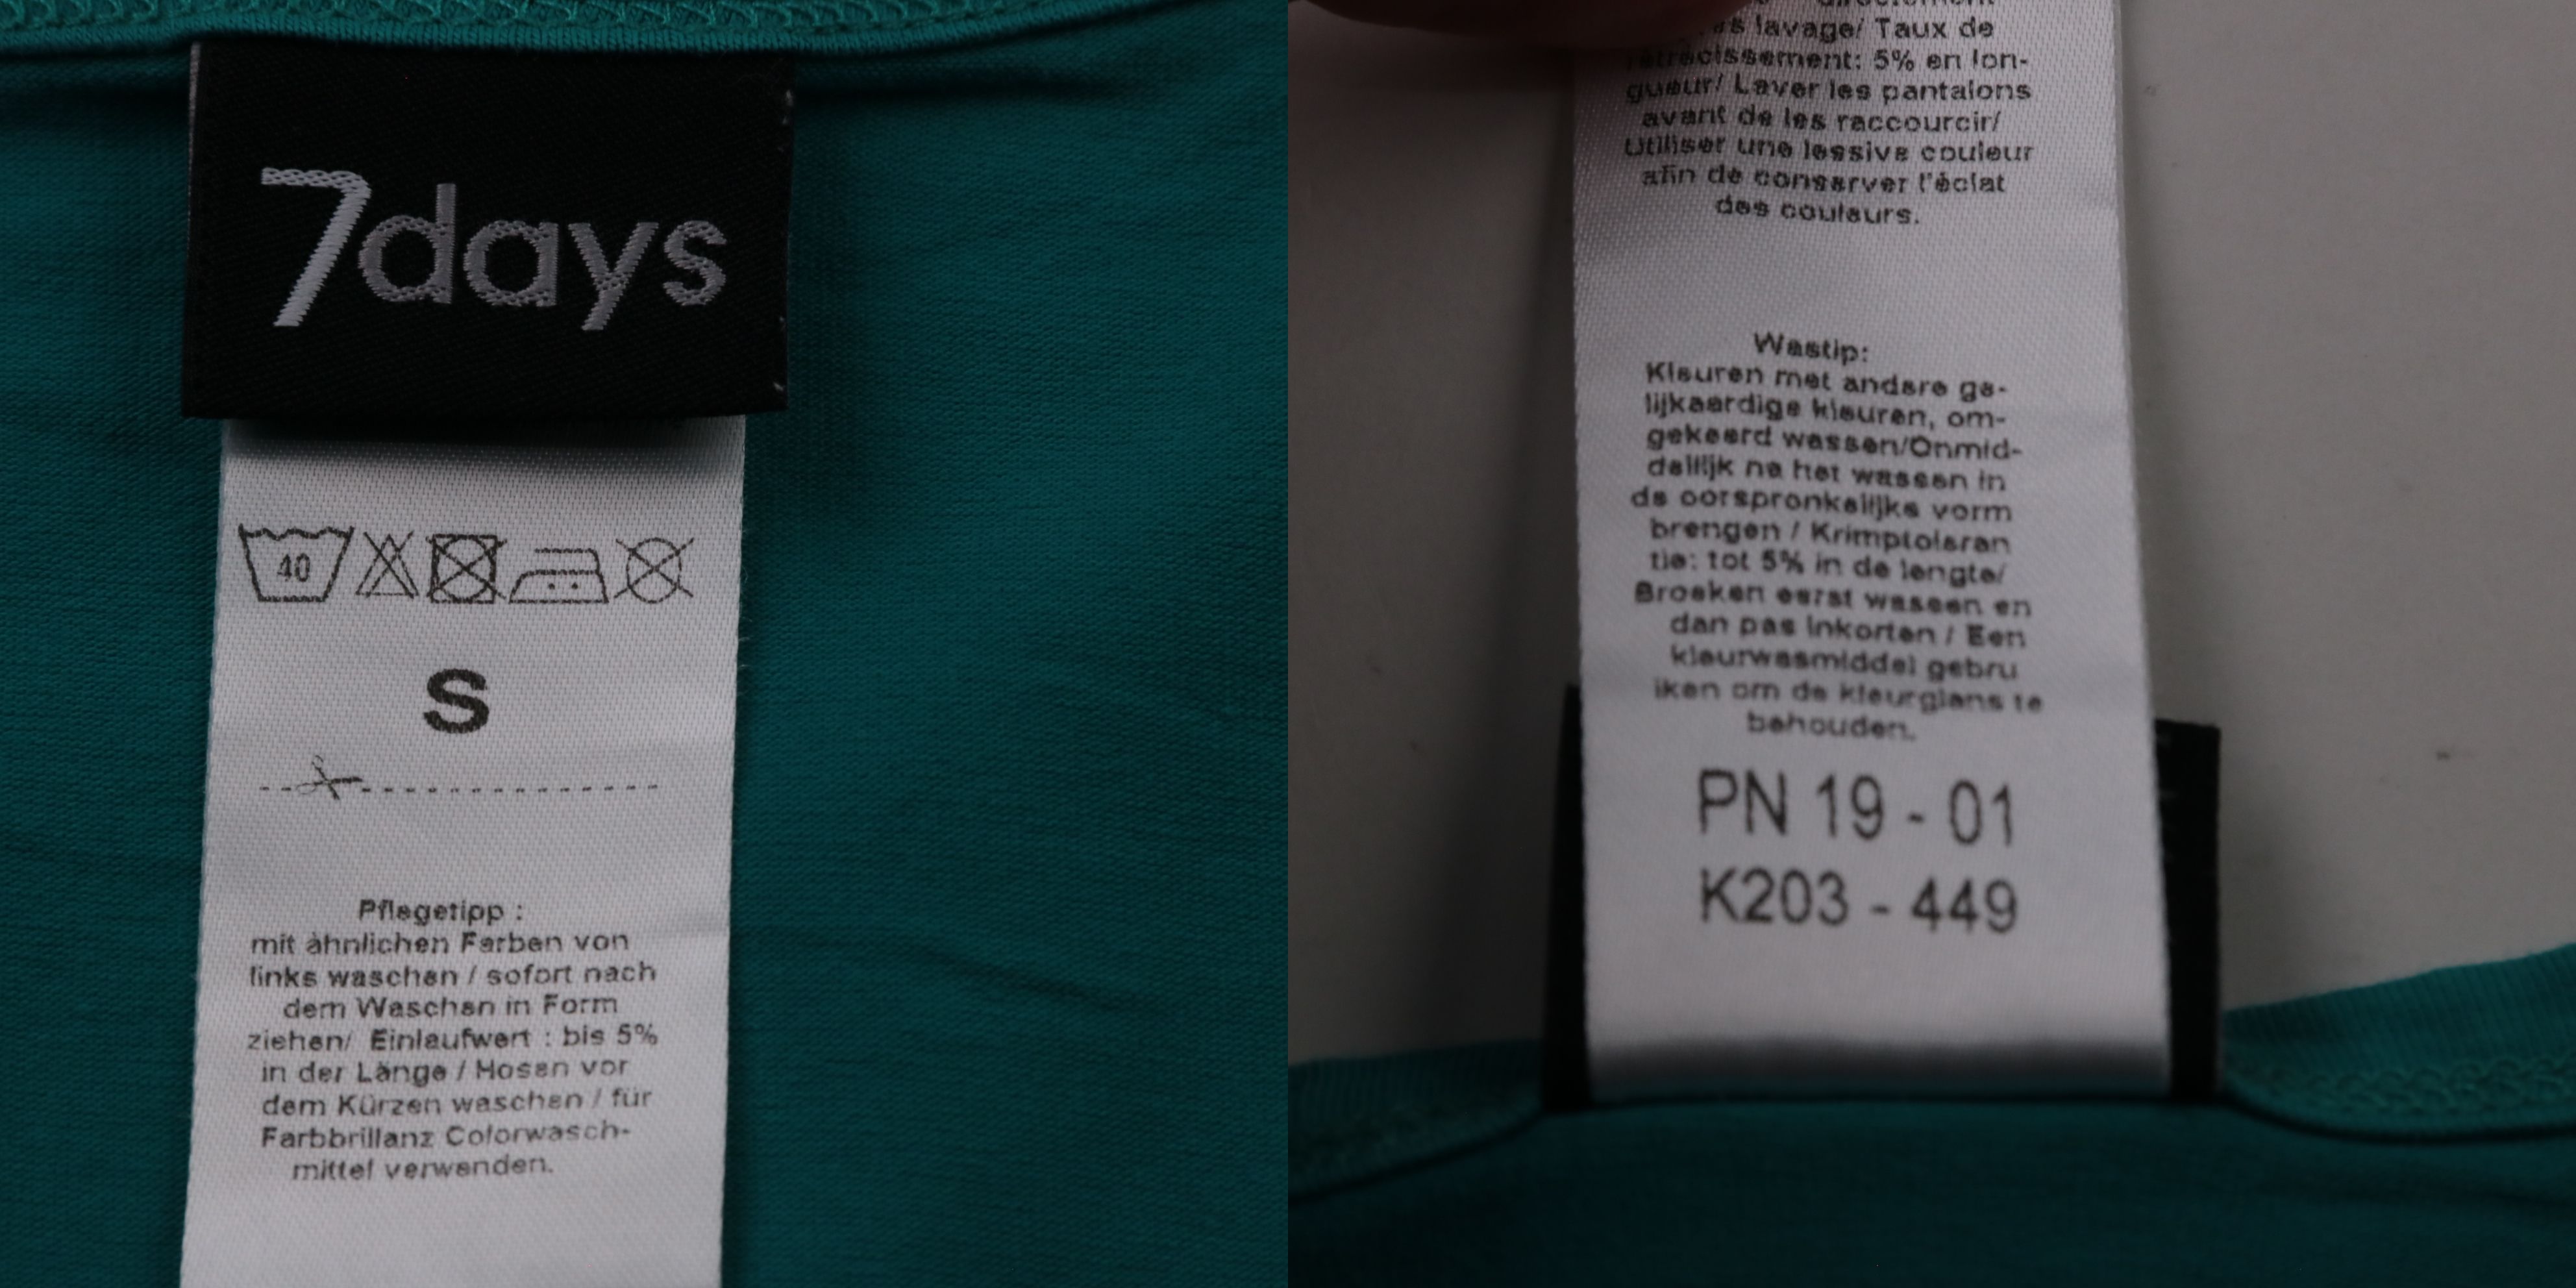 7days
40
S
Pflegetipp :
mit ähnlichen Farben von
links waschen / sofort nach
dem Waschen in Form
ziehen/ Einlaufwert : bis 5%
in der Länge / Hosen vor
dem Kürzen waschen / für
Farbbrillanz Colorwasch-
mittel verwenden.
lavage/ Taux de
rétrécissement: 5% en lon-
gueur/ Laver les pantalons
avant de les raccourcir/
Utiliser une lessive couleur
afin de conserver l'éclat
des couleurs.
Wastip:
Kleuren met andere ge-
lijkaardige kleuren, om-
gekeerd wassen/Onmid-
dellijk na het wassen in
de oorspronkelijke vorm
brengen / Krimptoleran
tie: tot 5% in de lengte/
Broeken eerst wassen en
dan pas inkorten / Een
kleurwasmiddel gebru
iken om de kleurglans te
behouden.
PN 19 - 01
K203 - 449